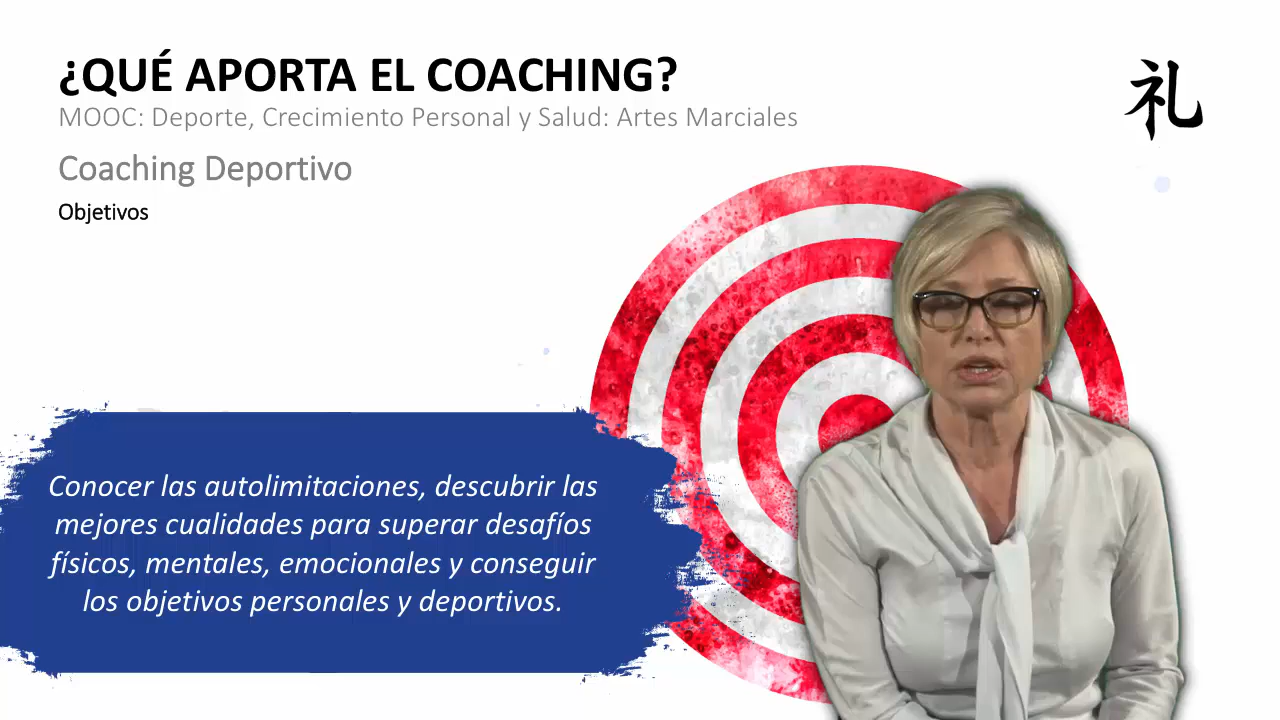 ¿QUÉ APORTA EL COACHING?
MOOC: Deporte, Crecimiento Personal y Salud: Artes Marciales
Coaching Deportivo
Objetivos
礼
Conocer las autolimitaciones, descubrir las
mejores cualidades para superar desafíos
físicos, mentales, emocionales y conseguir
los objetivos personales y deportivos.